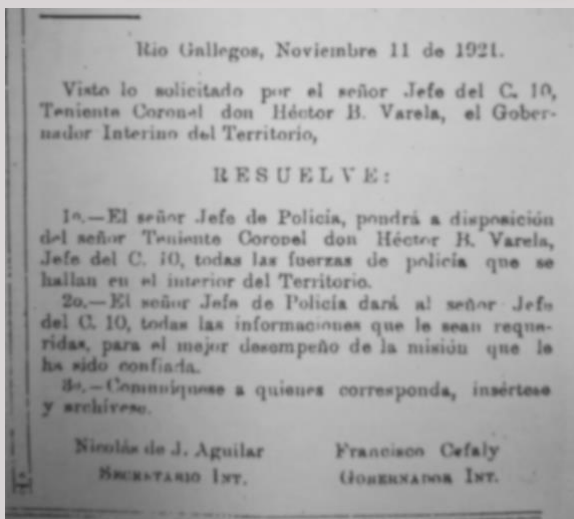 Rio Gallegos, Noviembre 11 de 1921.
Visto lo solicitado por el señor Jefe del C. 10,
Teniente Coronel don Héctor B. Varela, el Gober-
nador Interino del Territorio,
RESUELVE:
1o.—El señor Jefe de Policía, pondrá a disposición
del señor Teniente Coronel don Héctor B. Varela,
Jefe del C. 10, todas las fuerzas de policia que se
hallan en el interior del Territorio.
2o.—El señor Jefe de Policía dará al señor Jefe
del C. 10, todas las informaciones que le sean reque-
ridas, para el mejor desempeño de la misión que le
ha sido confiada.
3o.—Comuníquese a quienes corresponda, insértese
y archívese.
Nicolás de J. Aguilar Francisco Cefaly
SECRETARIO INT. GOBERNADOR INT.